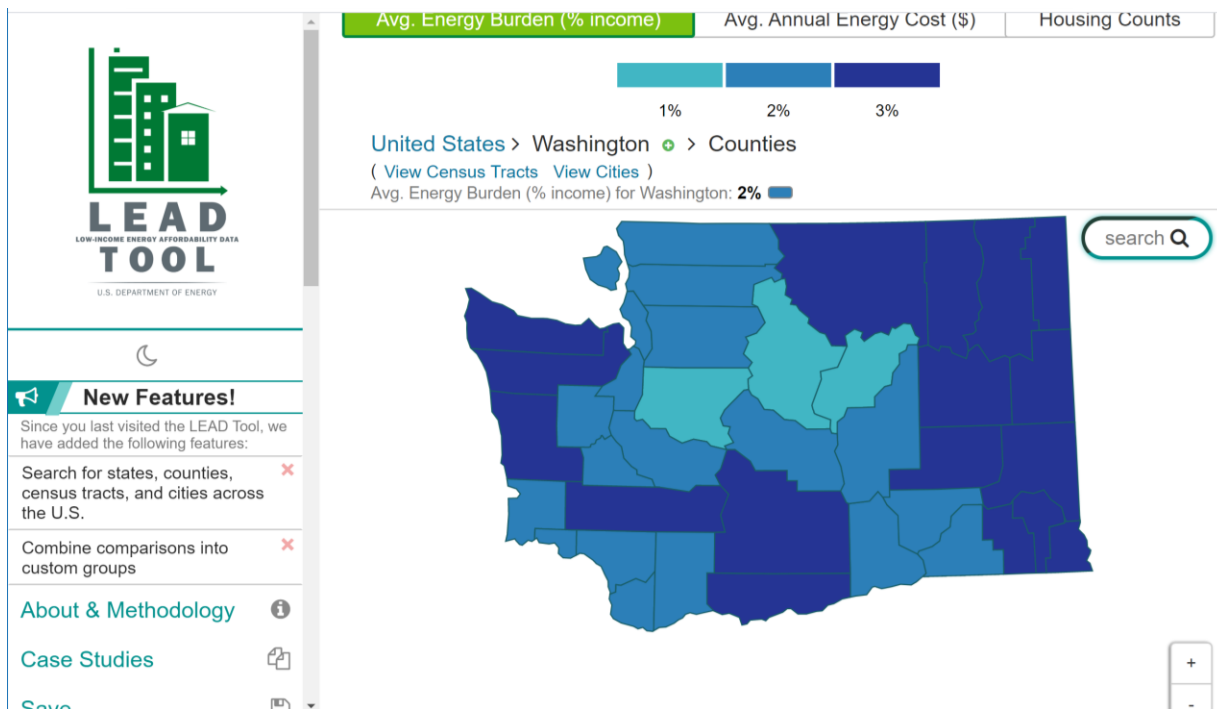 Avg. Energy Burden (% income)
Avg. Annual Energy Cost ($)
Housing Counts
1%
2%
3%
United States > Washington > Counties
( View Census Tracts View Cities )
Avg. Energy Burden (% income) for Washington: 2%
search
LEAD
LOW-INCOME ENERGY AFFORDABILITY DATA
TOOL
U.S. DEPARTMENT OF ENERGY
New Features!
Since you last visited the LEAD Tool, we
have added the following features:
Search for states, counties,
census tracts, and cities across
the U.S.
Combine comparisons into
custom groups
About & Methodology
Case Studies
Save
+
-